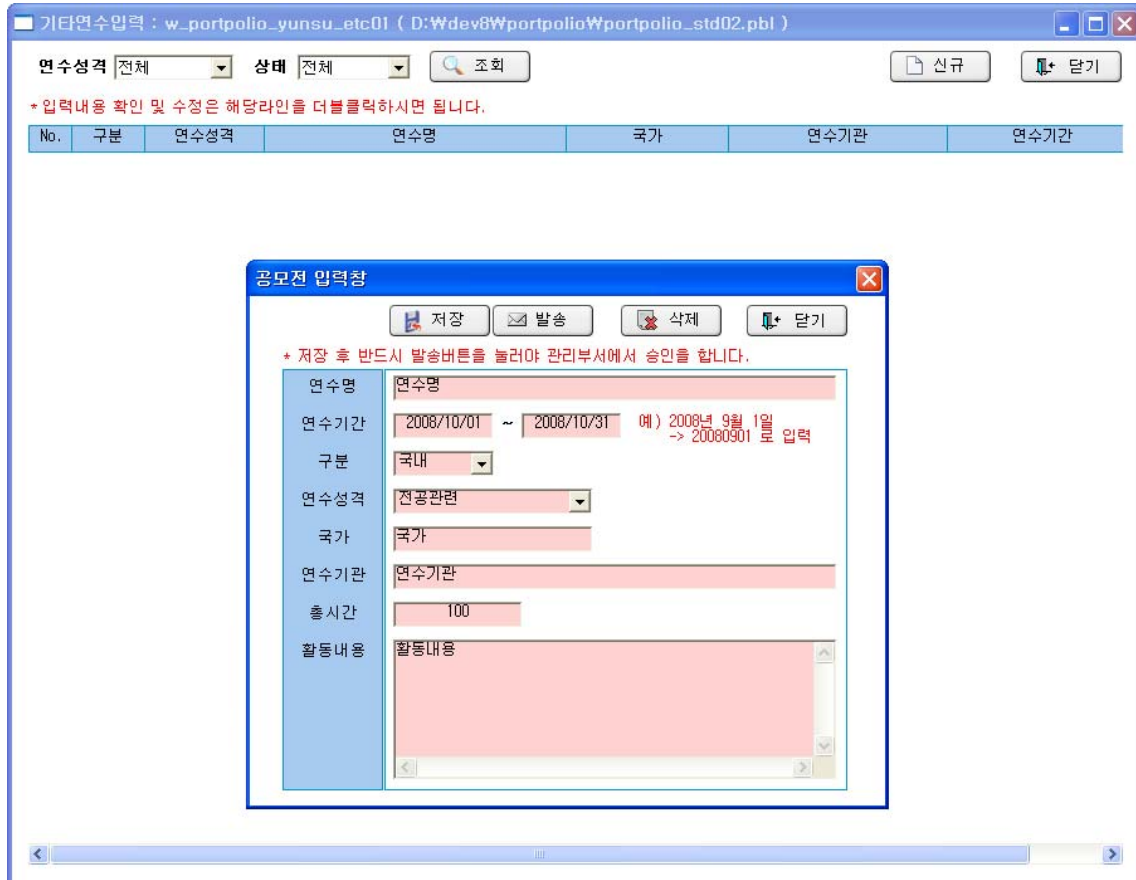 기타연수입력 : w_portpolio_yunsu_etc01 ( D:₩dev8₩portpolio₩portpolio_std02.pbl )
연수성격 전체 상태 전체 조회 신규 닫기
*입력내용 확인 및 수정은 해당라인을 더블클릭하시면 됩니다.
No. 구분 연수성격 연수명 국가 연수기관 연수기간
공모전 입력창
저장 발송 삭제 닫기
* 저장 후 반드시 발송버튼을 눌러야 관리부서에서 승인을 합니다.
연수명 연수명
연수기간 2008/10/01 ~ 2008/10/31 예) 2008년 9월 1일
-> 20080901 로 입력
구분 국내
연수성격 전공관련
국가 국가
연수기관 연수기관
총시간 100
활동내용 활동내용